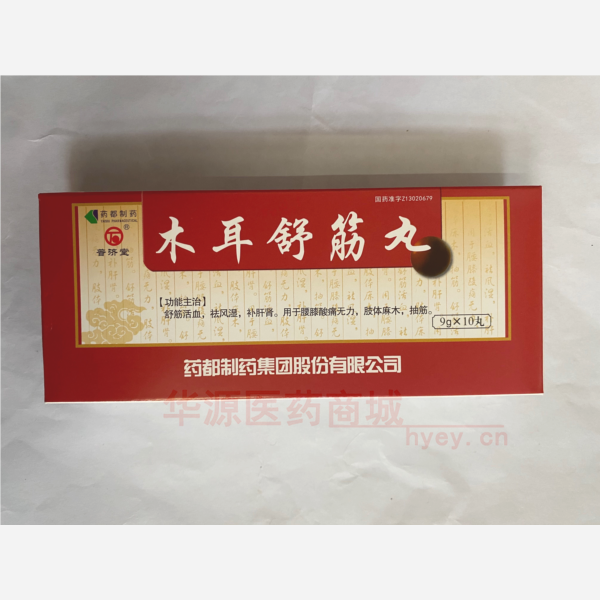 国药准字Z13020679
药都制药
YAODU PHARMACEUTICAL
普济堂
木耳舒筋丸
【功能主治】
舒筋活血,祛风湿,补肝肾。用于腰膝酸痛无力,肢体麻木,抽筋。
9g×10丸
药都制药集团股份有限公司
华源医药商城
hyey.cn